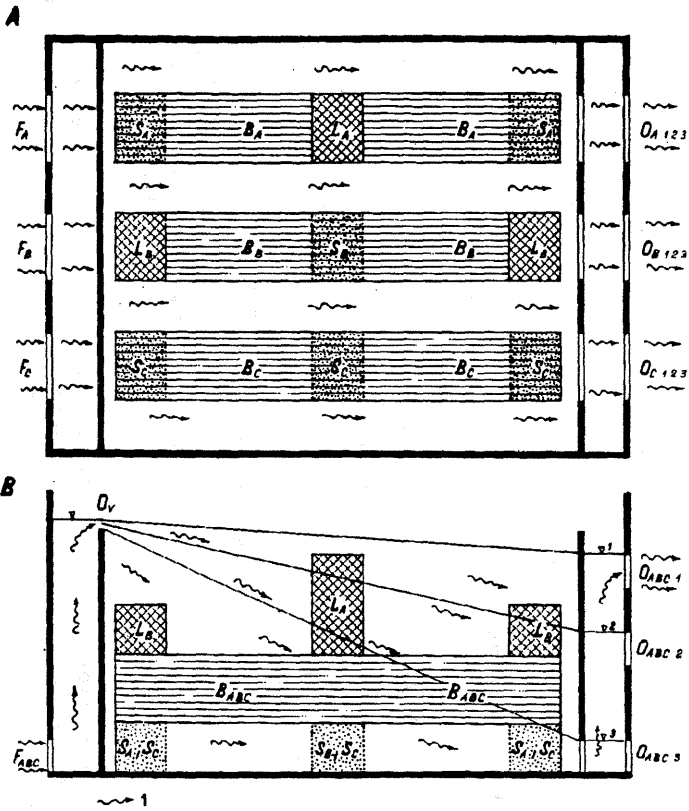 A
F_A S_A B_A L_A B_A S_A O_A 1 2 3
F_B L_B B_B S_B B_B L_B O_B 1 2 3
F_C S_C B_C S_C B_C S_C O_C 1 2 3
B
O_V
1
O_ABC 1
L_A
L_B L_B
2
O_ABC 2
B_ABC B_ABC
3
F_ABC S_A, S_C S_B, S_C S_A, S_C O_ABC 3
1